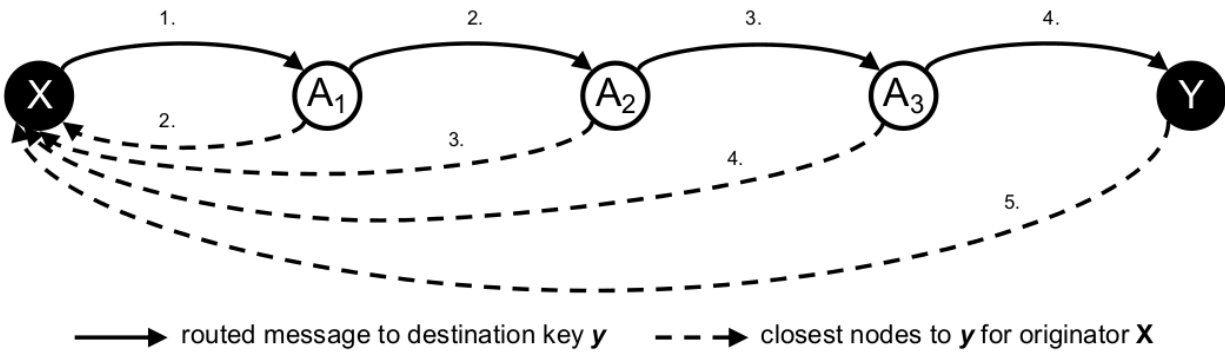 1. 2. 3. 4.
X A1 A2 A3 Y
2. 3. 4. 5.
routed message to destination key y closest nodes to y for originator X